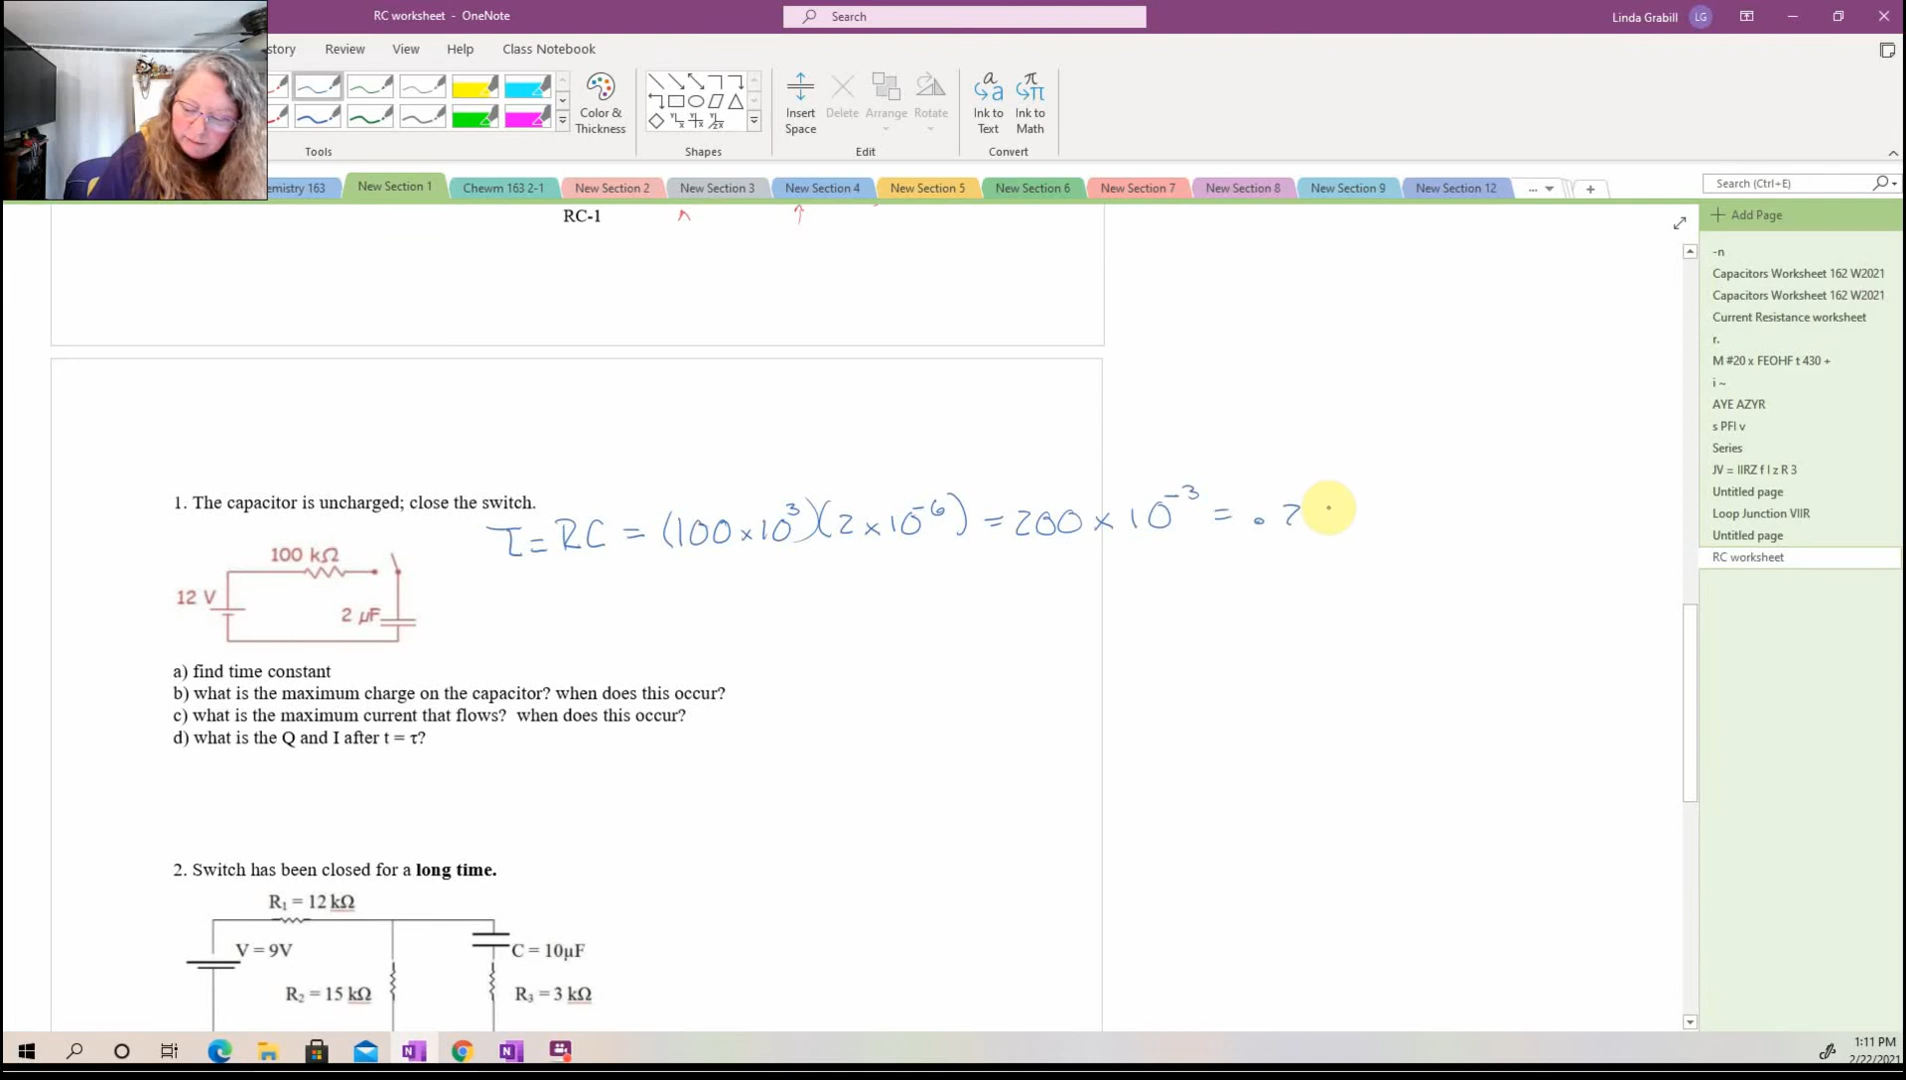 RC worksheet - OneNote
Search
Linda Grabill LG
story Review View Help Class Notebook
Color & Thickness
Insert Space
Delete
Arrange
Rotate
Ink to Text
Ink to Math
Tools
Shapes
Edit
Convert
emistry 163 New Section 1 Chewm 163 2-1 New Section 2 New Section 3 New Section 4 New Section 5 New Section 6 New Section 7 New Section 8 New Section 9 New Section 12 ...
Search (Ctrl+E)
Add Page
-n
Capacitors Worksheet 162 W2021
Capacitors Worksheet 162 W2021
Current Resistance worksheet
r.
M #20 x FEOHF t 430 +
i ~
AYE AZYR
s PFI v
Series
JV = IIRZ f l z R 3
Untitled page
Loop Junction VIIR
Untitled page
RC worksheet
RC-1
1. The capacitor is uncharged; close the switch.
τ = RC = (100 x 10³)(2 x 10⁻⁶) = 200 x 10⁻³ = .2
100 kΩ
12 V
2 µF
a) find time constant
b) what is the maximum charge on the capacitor? when does this occur?
c) what is the maximum current that flows? when does this occur?
d) what is the Q and I after t = τ?
2. Switch has been closed for a long time.
R₁ = 12 kΩ
V = 9V
C = 10µF
R₂ = 15 kΩ
R₃ = 3 kΩ
1:11 PM
2/22/2021